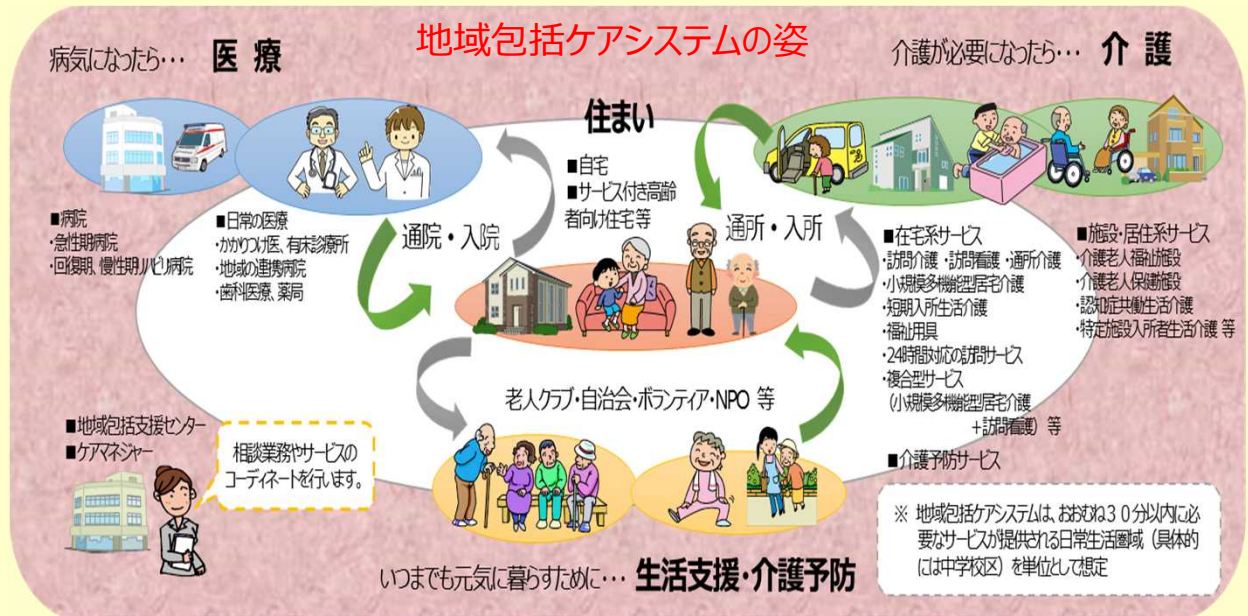 地域包括ケアシステムの姿
病気になったら… 医療
介護が必要になったら… 介護
住まい
■自宅
■サービス付き高齢
者向け住宅等
■病院
・急性期病院
・回復期、慢性期リハビリ病院
■日常の医療
・かかりつけ医、有床診療所
・地域の連携病院
・歯科医療、薬局
通院・入院
通所・入所
■在宅系サービス
・訪問介護・訪問看護・通所介護
・小規模多機能型居宅介護
・短期入所生活介護
・福祉用具
・24時間対応の訪問サービス
・複合型サービス
(小規模多機能型居宅介護
+訪問看護) 等
■介護予防サービス
■施設・居住系サービス
・介護老人福祉施設
・介護老人保健施設
・認知症共同生活介護
・特定施設入所者生活介護 等
老人クラブ・自治会・ボランティア・NPO 等
■地域包括支援センター
■ケアマネジャー
相談業務やサービスの
コーディネートを行います。
いつまでも元気に暮らすために… 生活支援・介護予防
※ 地域包括ケアシステムは、おおむね30分以内に必
要なサービスが提供される日常生活圏域(具体的
には中学校区)を単位として想定